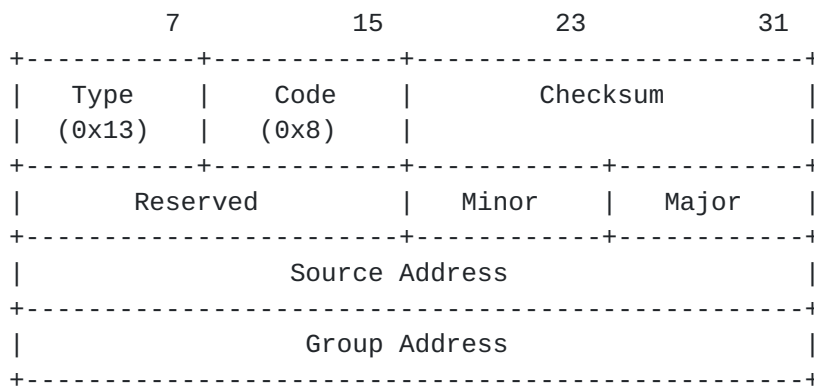 7 15 23 31
+-----------+------------+-------------------------+
| Type | Code | Checksum |
| (0x13) | (0x8) | |
+-----------+------------+------------+------------+
| Reserved | Minor | Major |
+------------------------+------------+------------+
| Source Address |
+--------------------------------------------------+
| Group Address |
+--------------------------------------------------+